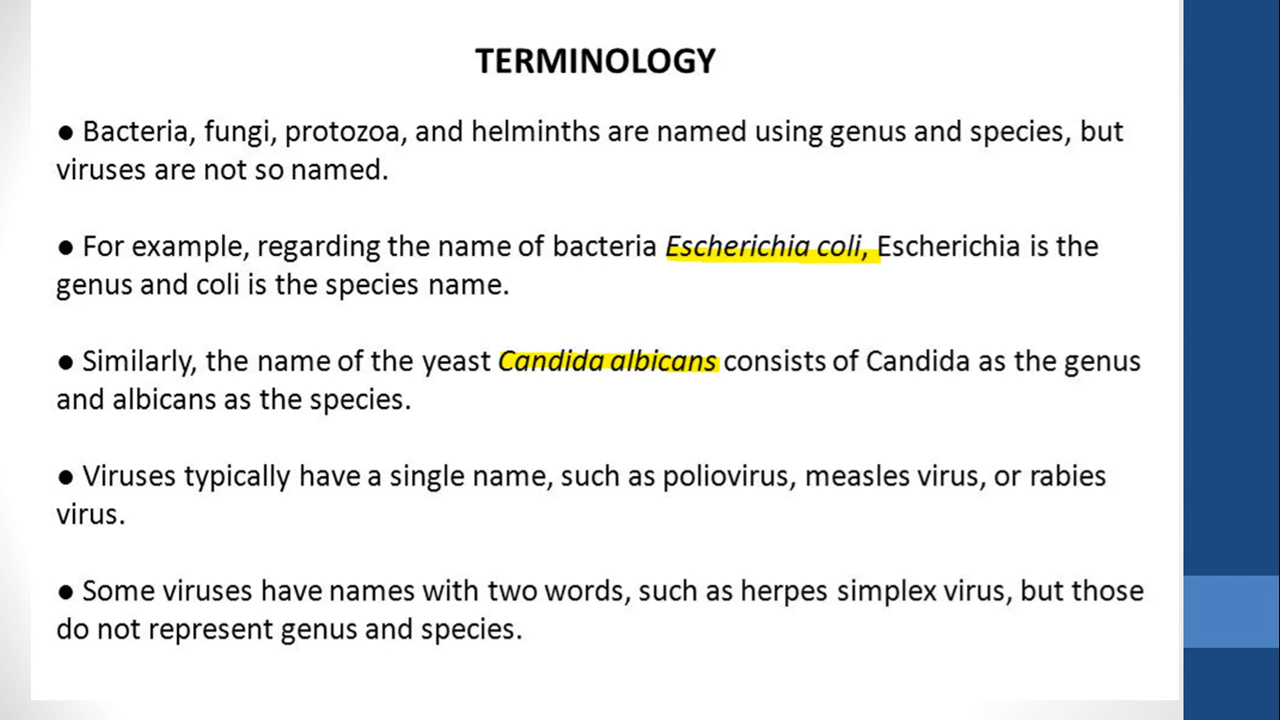 TERMINOLOGY
● Bacteria, fungi, protozoa, and helminths are named using genus and species, but
viruses are not so named.
● For example, regarding the name of bacteria Escherichia coli, Escherichia is the
genus and coli is the species name.
● Similarly, the name of the yeast Candida albicans consists of Candida as the genus
and albicans as the species.
● Viruses typically have a single name, such as poliovirus, measles virus, or rabies
virus.
● Some viruses have names with two words, such as herpes simplex virus, but those
do not represent genus and species.